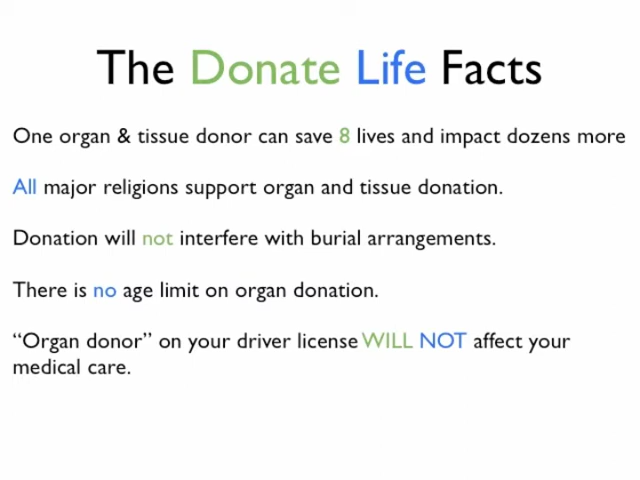 The Donate Life Facts
One organ & tissue donor can save 8 lives and impact dozens more
All major religions support organ and tissue donation.
Donation will not interfere with burial arrangements.
There is no age limit on organ donation.
“Organ donor” on your driver license WILL NOT affect your
medical care.